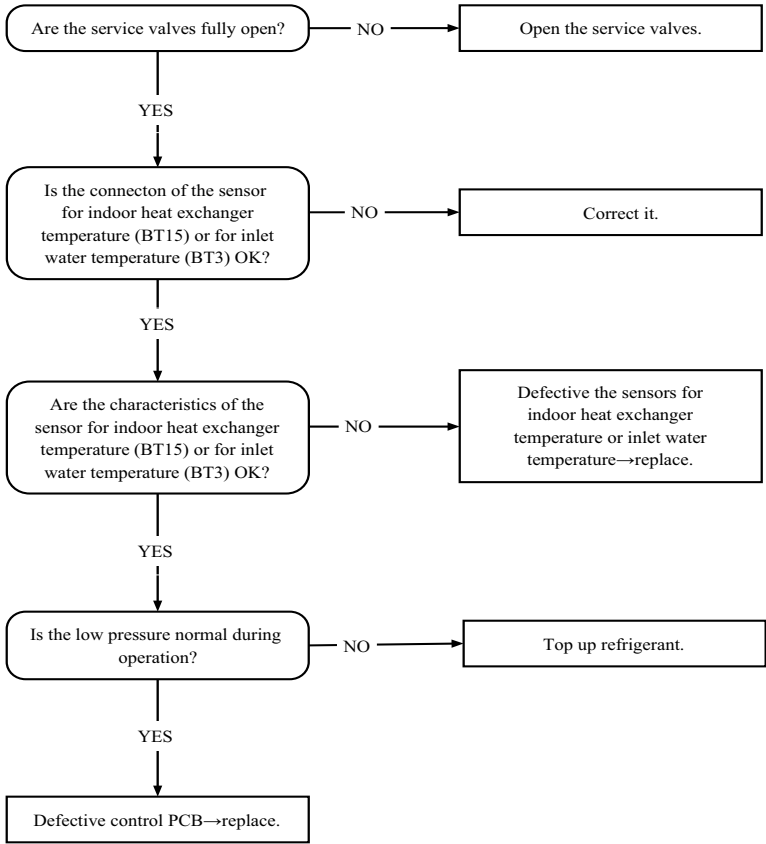 Are the service valves fully open?
NO
Open the service valves.
YES
Is the connecton of the sensor
for indoor heat exchanger
temperature (BT15) or for inlet
water temperature (BT3) OK?
NO
Correct it.
YES
Are the characteristics of the
sensor for indoor heat exchanger
temperature (BT15) or for inlet
water temperature (BT3) OK?
NO
Defective the sensors for
indoor heat exchanger
temperature or inlet water
temperature→replace.
YES
Is the low pressure normal during
operation?
NO
Top up refrigerant.
YES
Defective control PCB→replace.